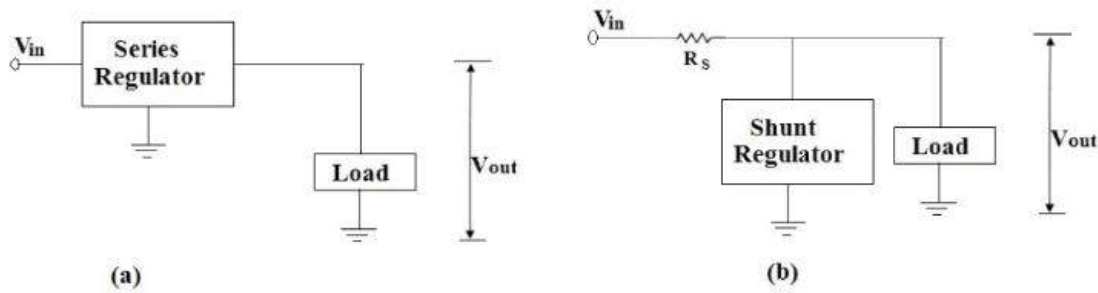 Vin
Series
Regulator
Load
Vout
(a)
Vin
RS
Shunt
Regulator
Load
Vout
(b)